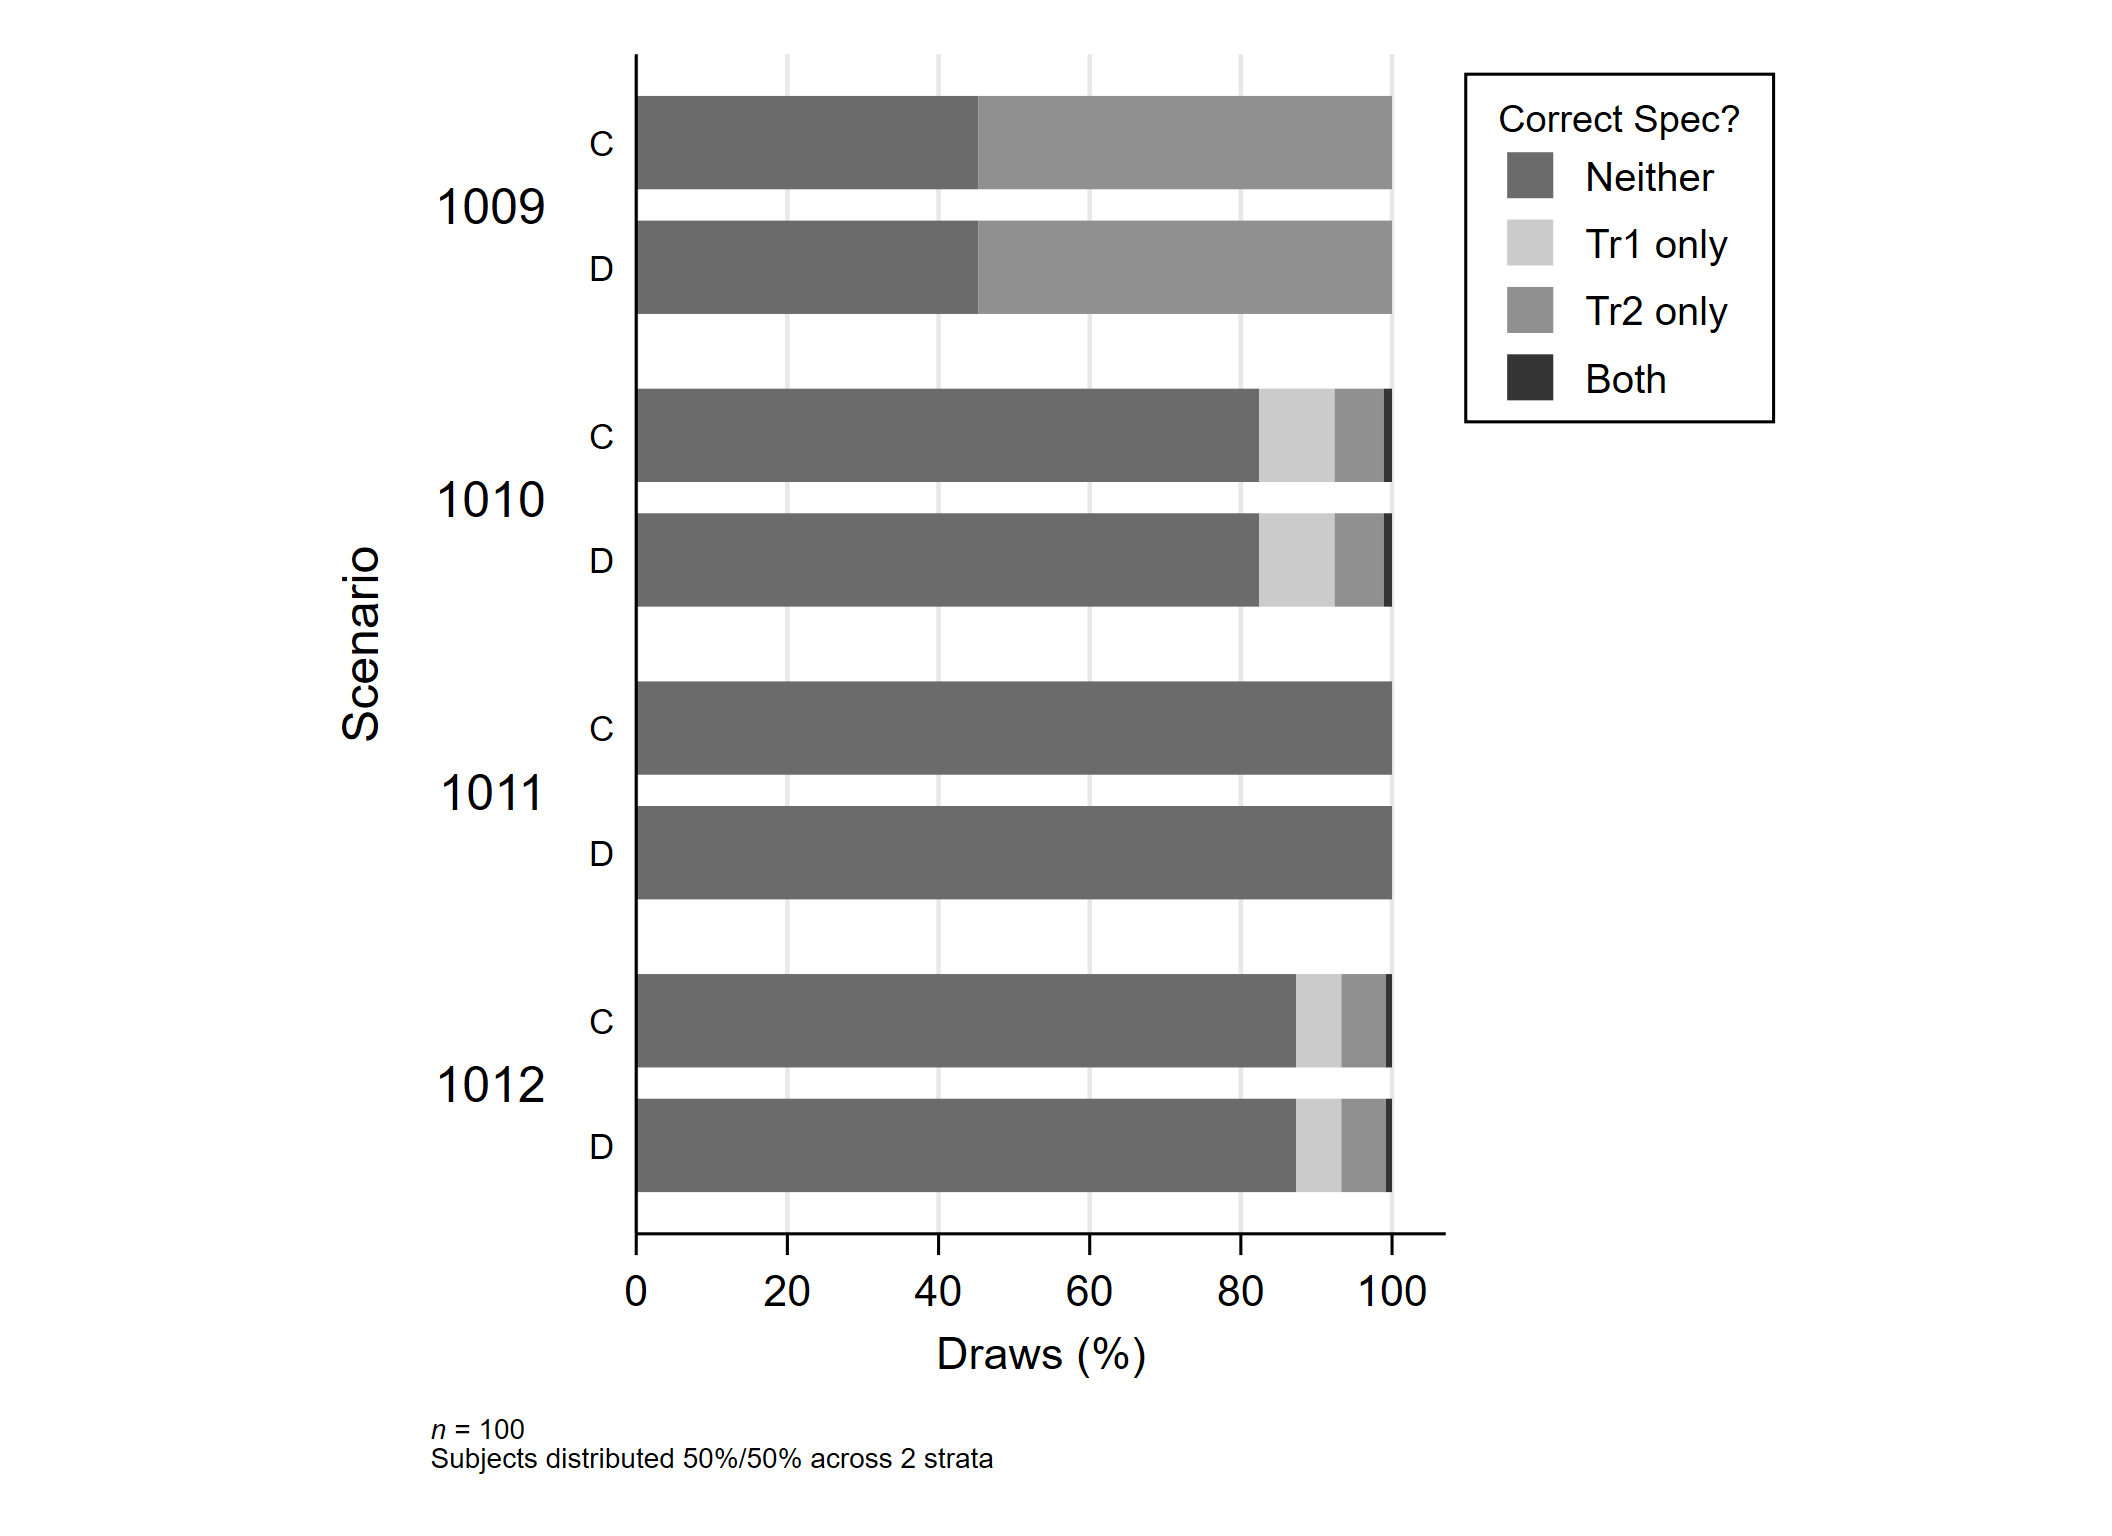 Correct Spec?
Neither
Tr1 only
Tr2 only
Both
Scenario
1009
C
D
1010
C
D
1011
C
D
1012
C
D
0 20 40 60 80 100
Draws (%)
n = 100
Subjects distributed 50%/50% across 2 strata